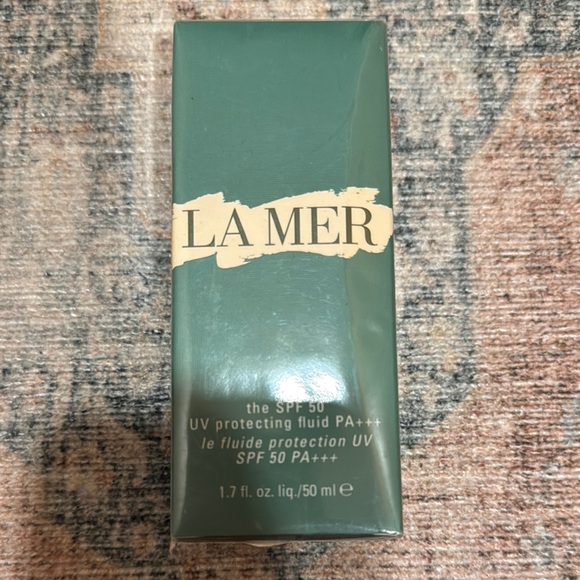 LA MER
the SPF 50
UV protecting fluid PA+++
le fluide protection UV
SPF 50 PA+++
1.7 fl. oz. liq./50 ml ℮